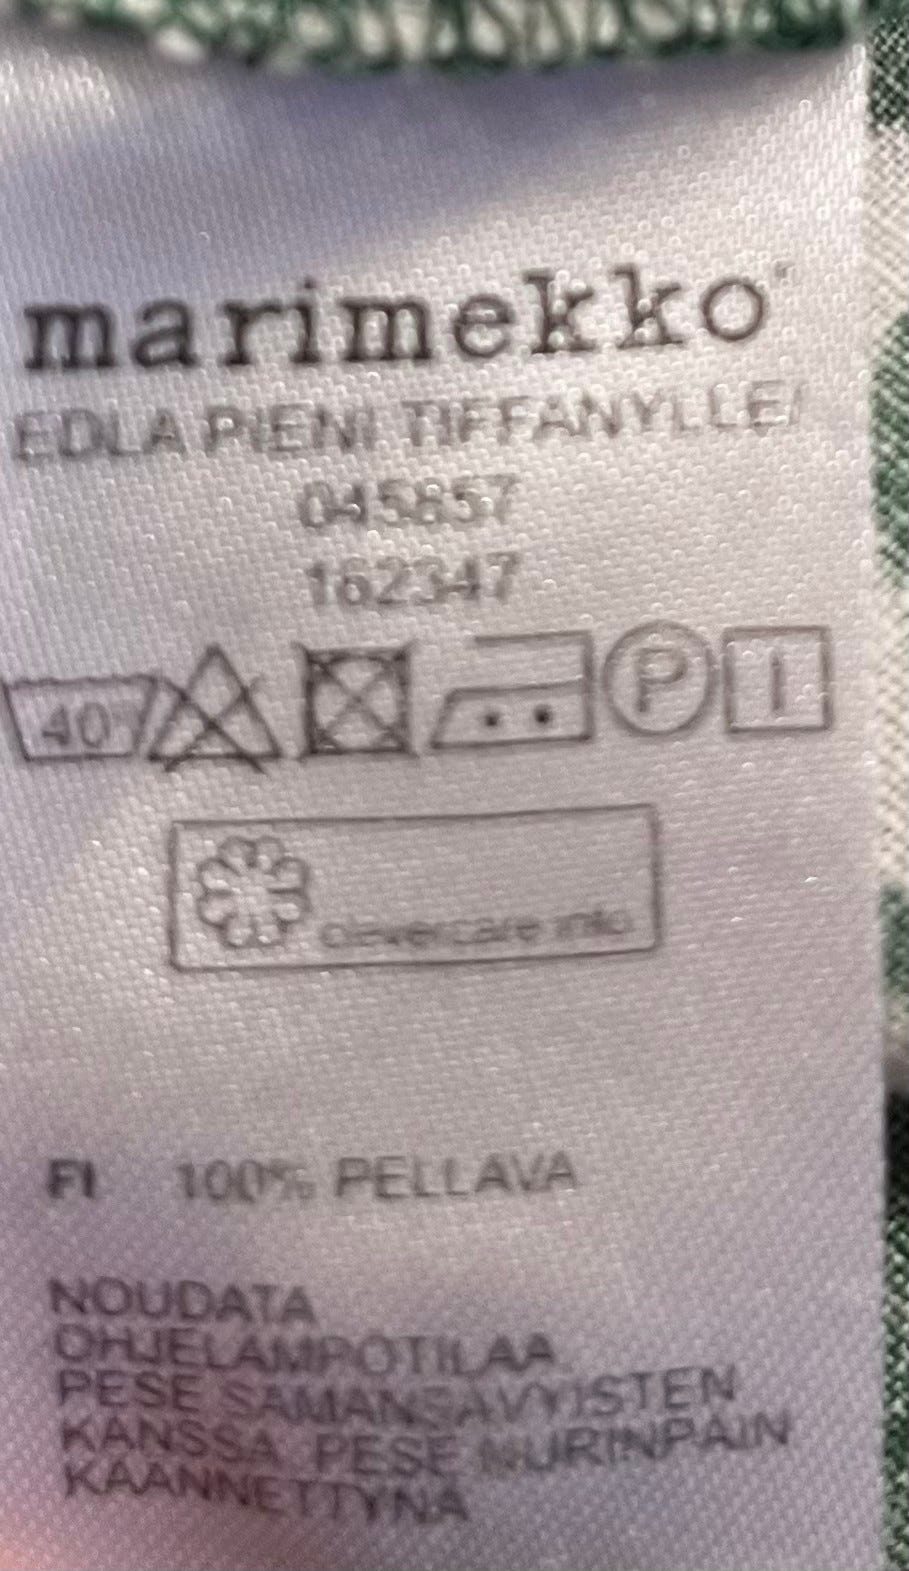 marimekko
EDLA PIENI TIFFANYLLE/
045857
162347
40°
P
clevercare.info
FI 100% PELLAVA
NOUDATA
OHJELÄMPÖTILAA
PESE SAMANSÄVYISTEN
KANSSA PESE NURINPÄIN
KÄÄNNETTYNÄ